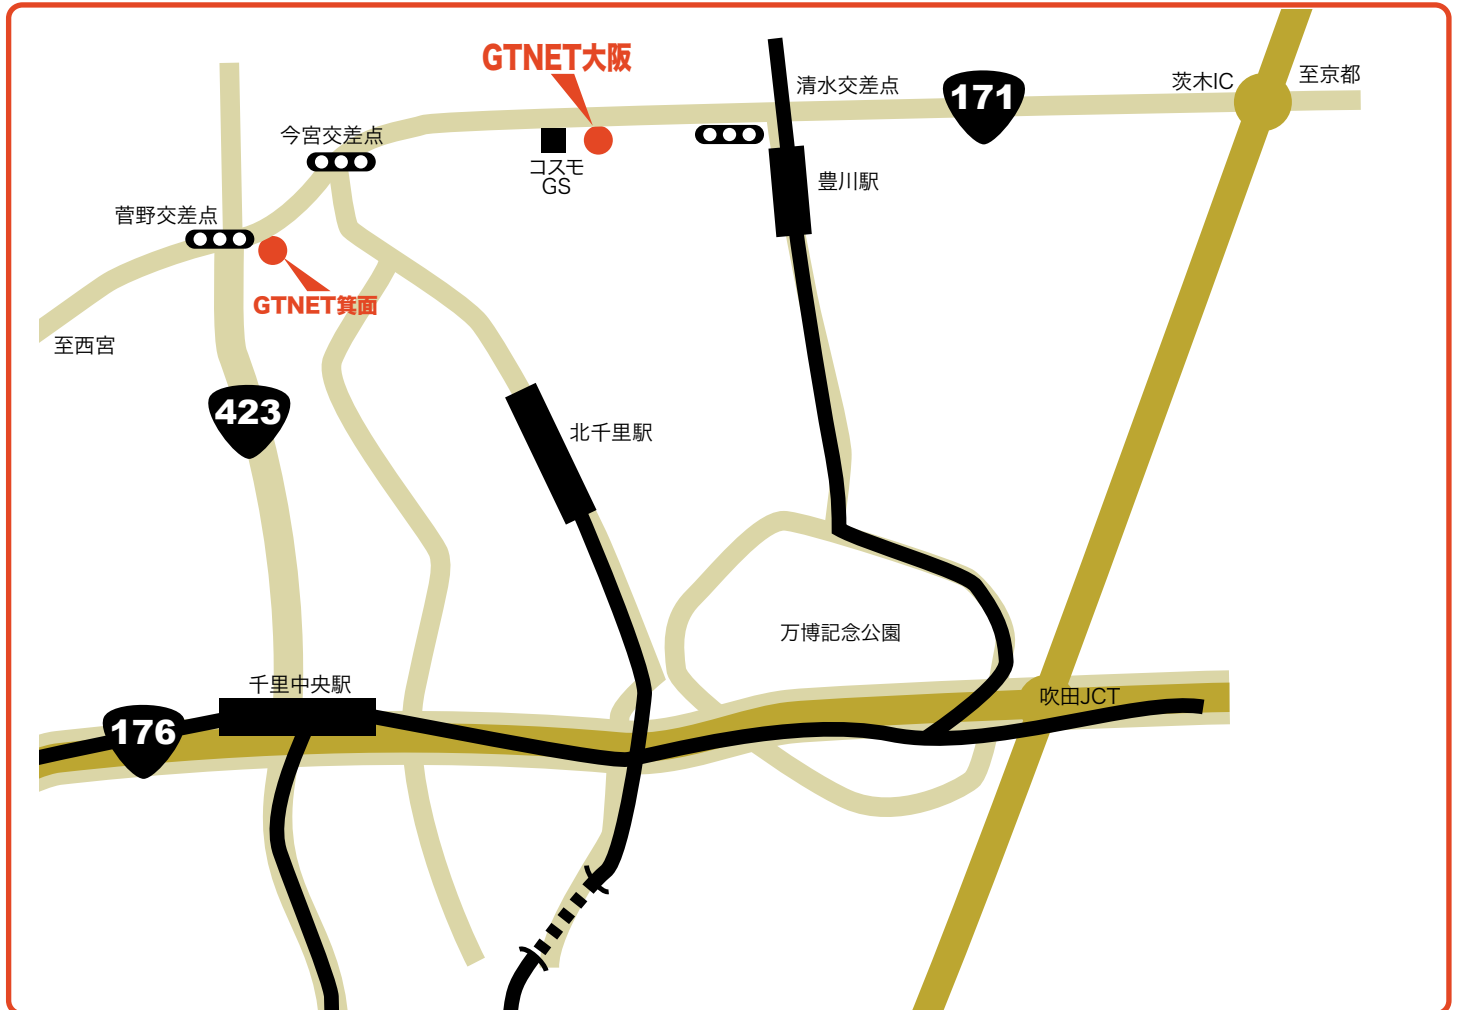 GTNET大阪
清水交差点
171
茨木IC
至京都
今宮交差点
コスモ
GS
豊川駅
菅野交差点
GTNET箕面
至西宮
423
北千里駅
万博記念公園
千里中央駅
吹田JCT
176